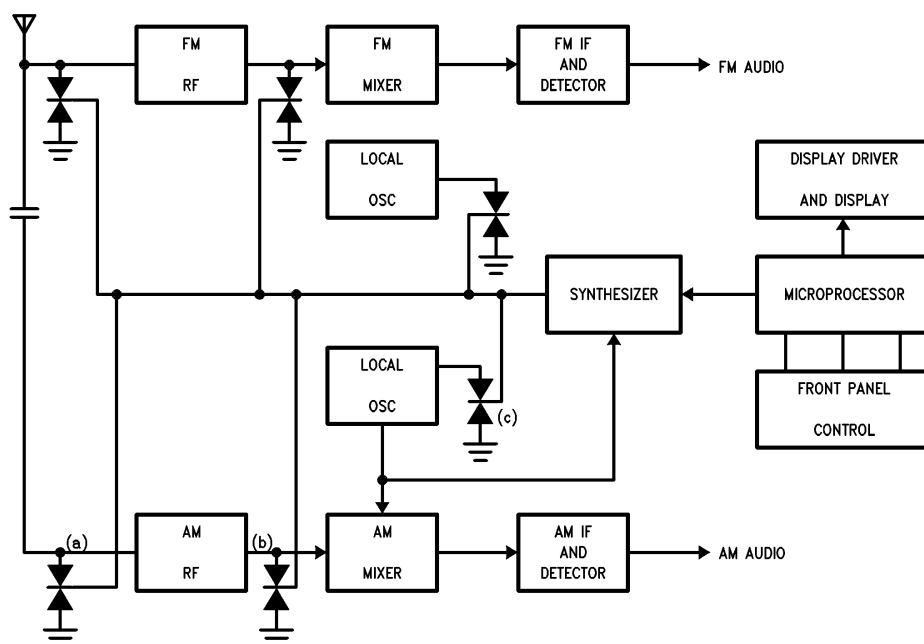 FM
RF
FM
MIXER
FM IF
AND
DETECTOR
FM AUDIO
LOCAL
OSC
DISPLAY DRIVER
AND DISPLAY
SYNTHESIZER
MICROPROCESSOR
LOCAL
OSC
(c)
FRONT PANEL
CONTROL
(a)
AM
RF
(b)
AM
MIXER
AM IF
AND
DETECTOR
AM AUDIO